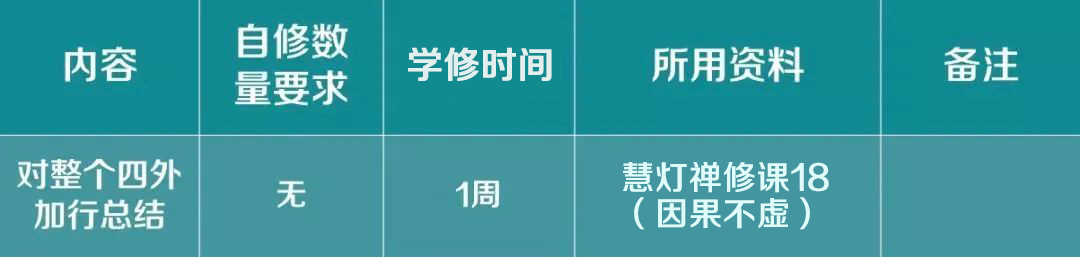 内容
自修数
量要求
学修时间
所用资料
备注
对整个四外
加行总结
无
1周
慧灯禅修课18
（因果不虚）